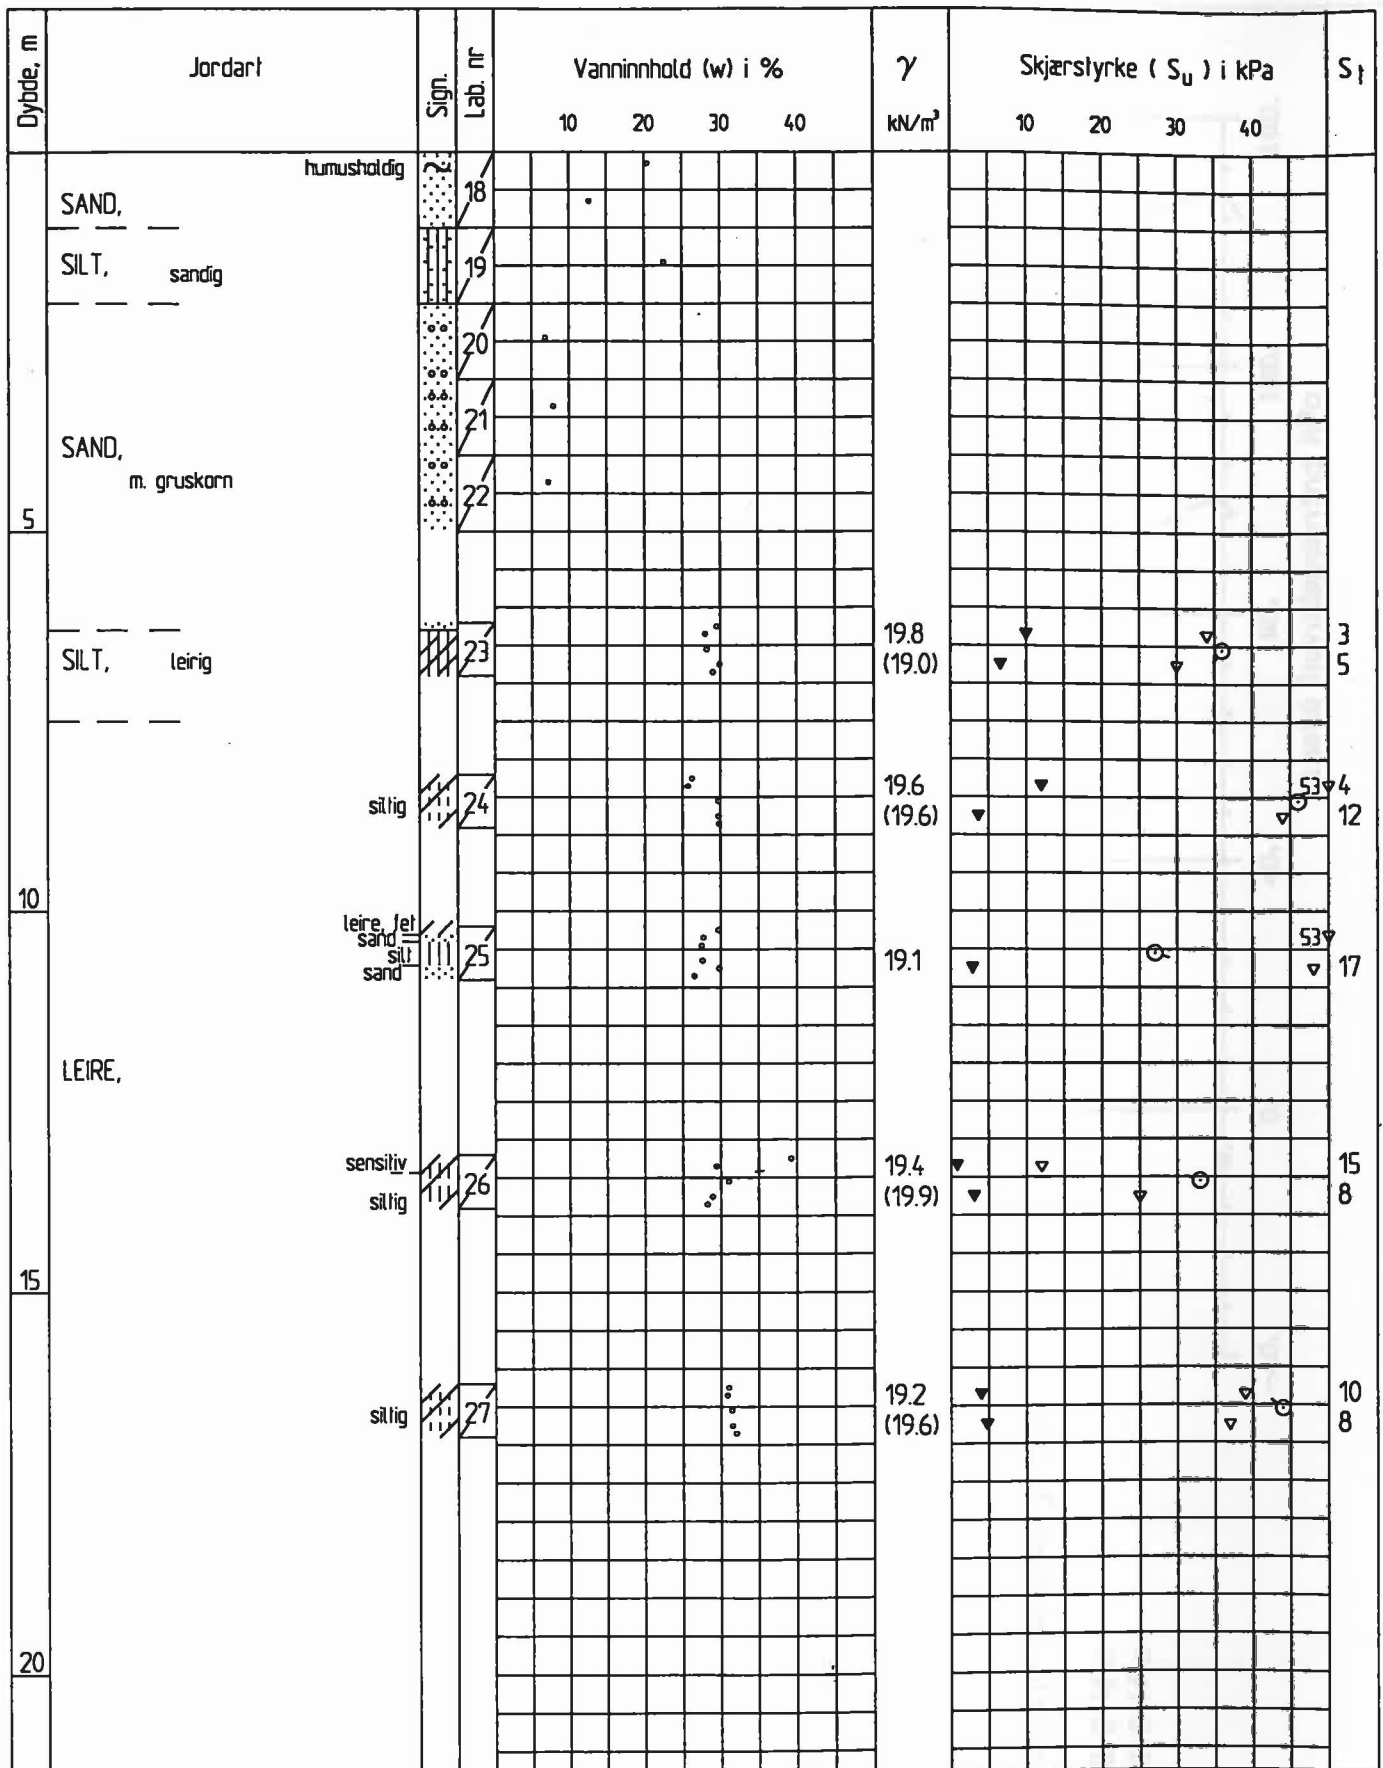 Dybde, m
Jordart
Sign.
Lab. nr
Vanninnhold (w) i %
10 20 30 40
γ
kN/m³
Skjærstyrke ( Su ) i kPa
10 20 30 40
St
humusholdig
18
SAND,
SILT, sandig
19
20
21
SAND,
m. gruskorn
22
5
23
19.8
3
SILT, leirig
(19.0)
5
siltig
24
19.6
53
4
(19.6)
12
10
leire, fet
sand
silt
sand
25
53
19.1
17
LEIRE,
sensitiv
26
19.4
15
siltig
(19.9)
8
15
siltig
27
19.2
10
(19.6)
8
20